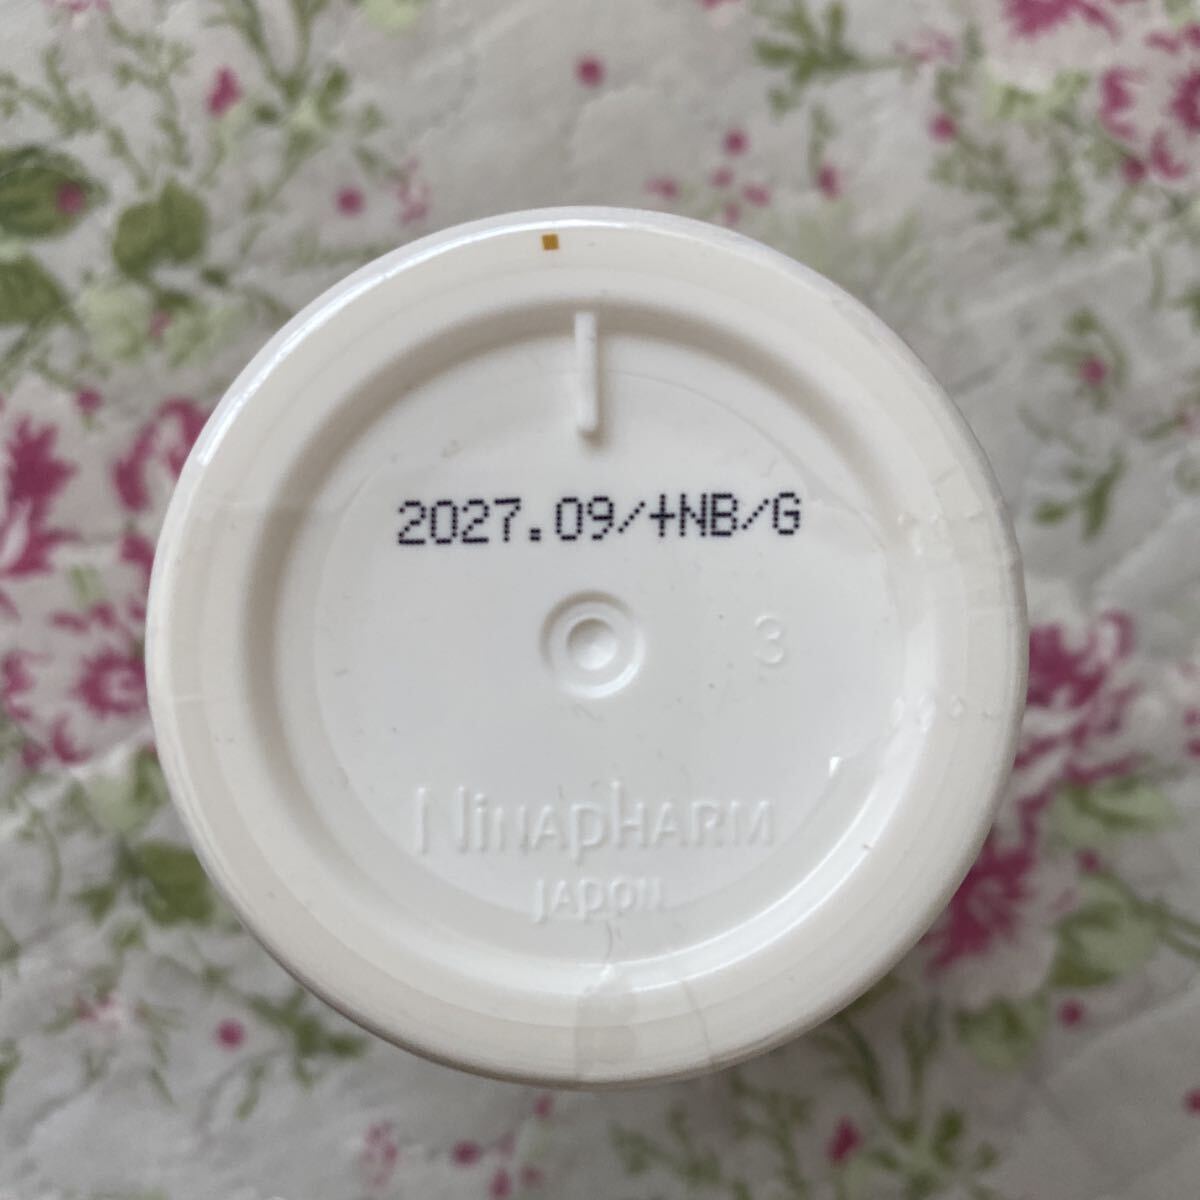 2027.09/+NB/G
3
NINAPHARM
JAPON